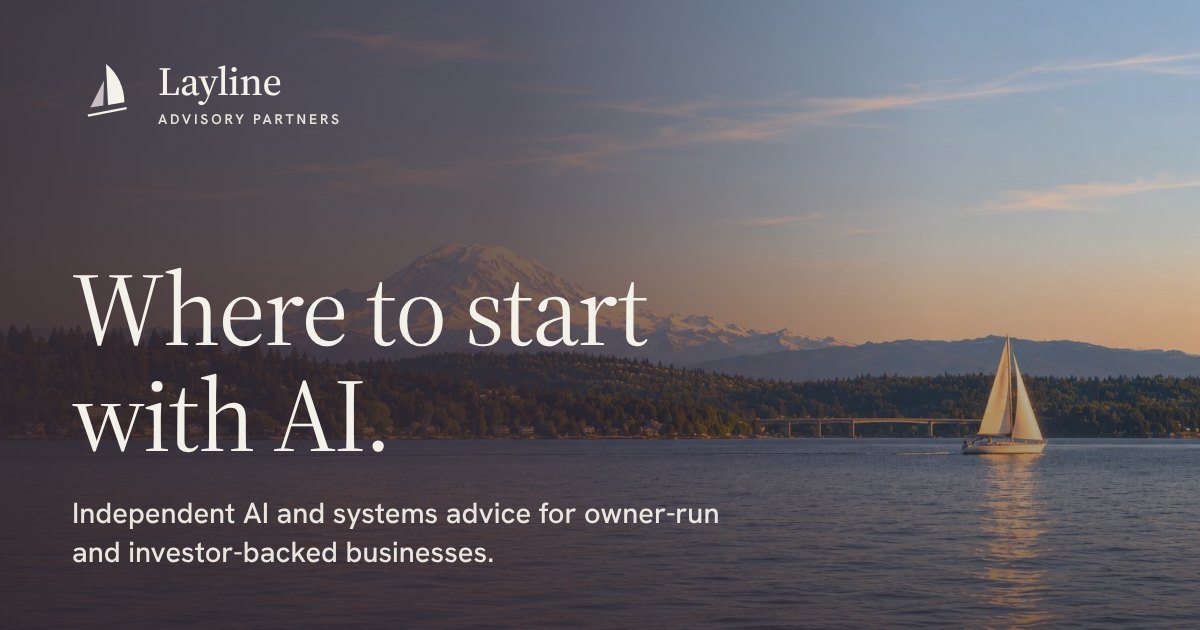 Layline
ADVISORY PARTNERS
Where to start
with AI.
Independent AI and systems advice for owner-run
and investor-backed businesses.